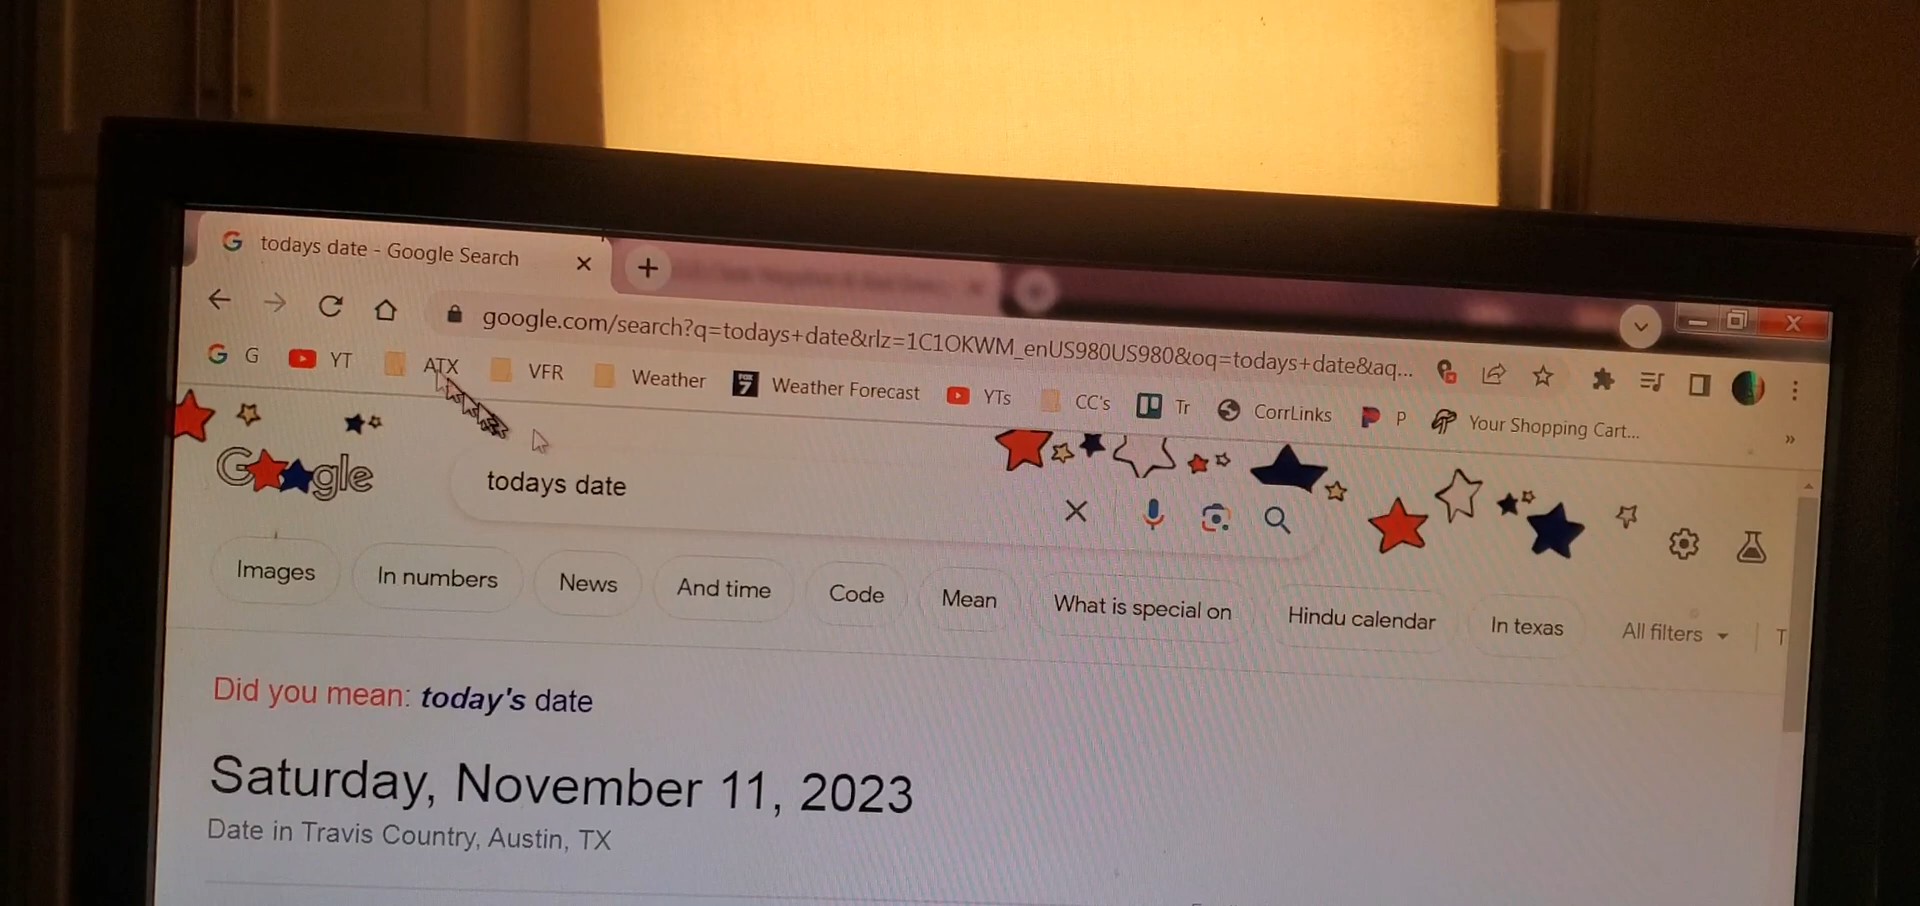 todays date - Google Search
google.com/search?q=todays+date&rlz=1C1OKWM_enUS980US980&oq=todays+date&aq...
G YT ATX VFR Weather Weather Forecast YTs CC's Tr CorrLinks P Your Shopping Cart... »
Google
todays date
Images In numbers News And time Code Mean What is special on Hindu calendar In texas All filters T
Did you mean: today's date
Saturday, November 11, 2023
Date in Travis Country, Austin, TX